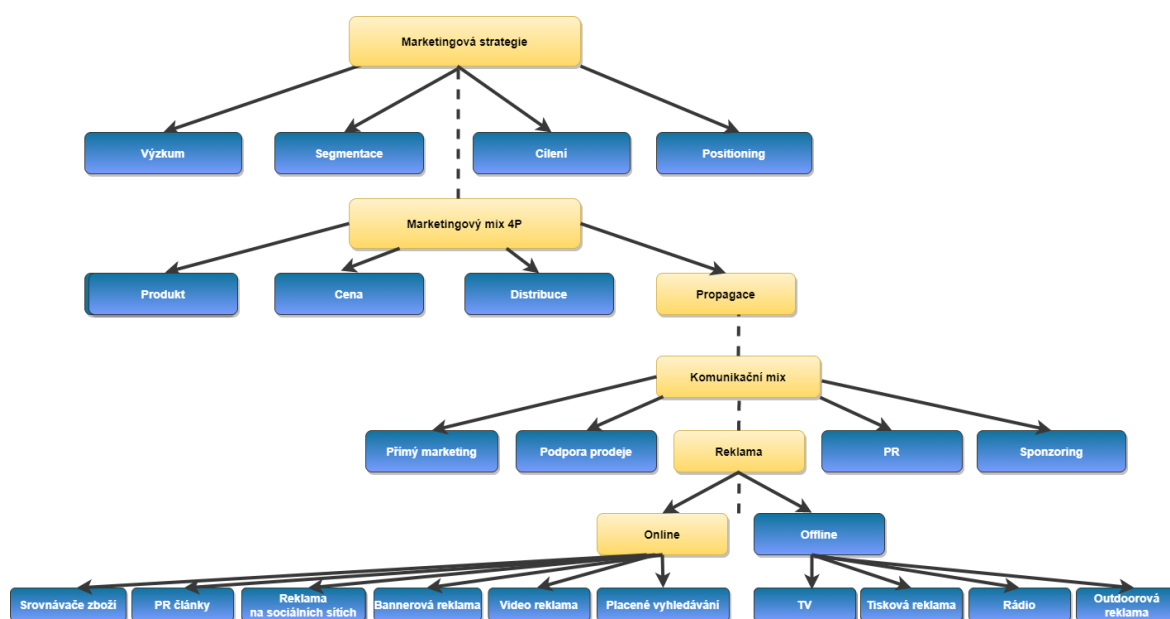 Marketingová strategie
Výzkum
Segmentace
Cílení
Positioning
Marketingový mix 4P
Produkt
Cena
Distribuce
Propagace
Komunikační mix
Přímý marketing
Podpora prodeje
Reklama
PR
Sponzoring
Online
Offline
Srovnávače zboží
PR články
Reklama
na sociálních sítích
Bannerová reklama
Video reklama
Placené vyhledávání
TV
Tisková reklama
Rádio
Outdoorová
reklama